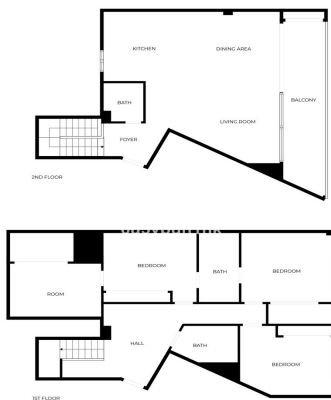 KITCHEN
DINING AREA
BATH
BALCONY
LIVING ROOM
FOYER
2ND FLOOR
BEDROOM
BATH
BEDROOM
ROOM
HALL
BATH
BEDROOM
1ST FLOOR